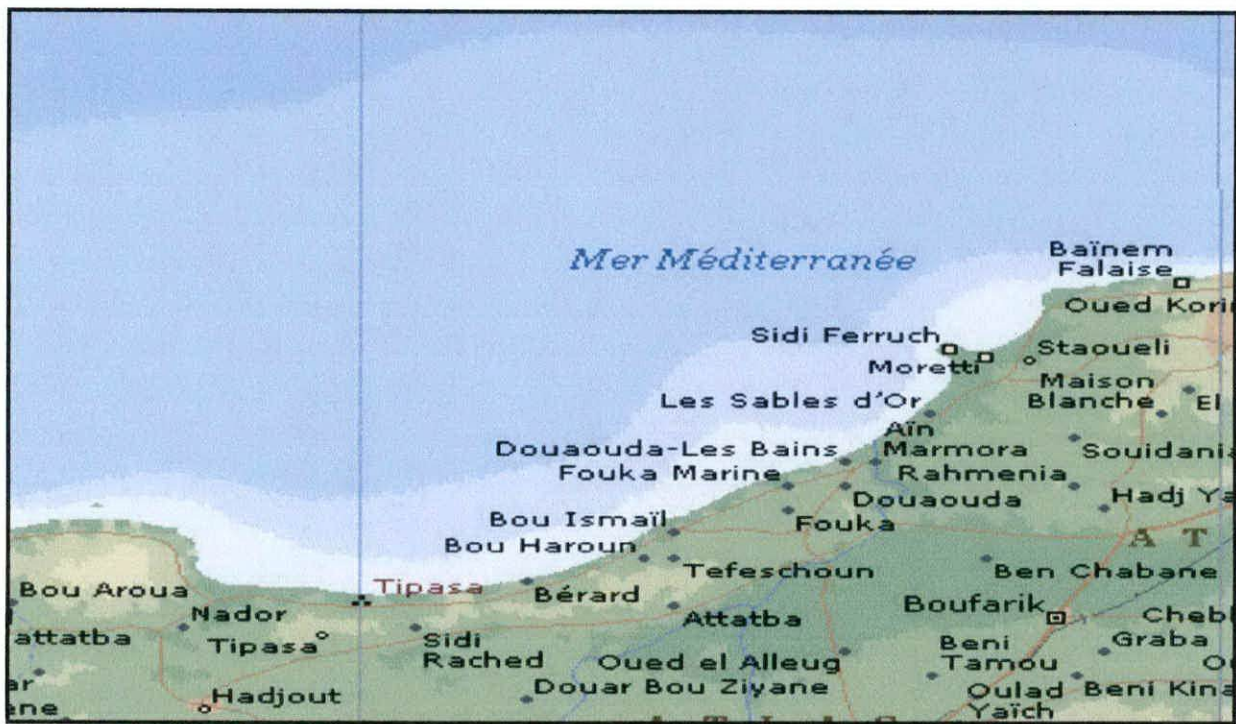 Mer Méditerranée
Baïnem
Falaise
Oued Kori
Sidi Ferruch
Moretti
Staoueli
Maison
Blanche
El
Les Sables d'Or
Aïn
Marmora
Souidania
Douaouda-Les Bains
Fouka Marine
Rahmenia
Douaouda
Hadj Ya
Bou Ismaïl
Fouka
Bou Haroun
A T
Tefeschoun
Ben Chabane
Tipasa
Bérard
Bou Aroua
Nador
Attatba
Boufarik
Chebl
attatba
Tipasa
Sidi
Rached
Beni
Tamou
Graba
Oued el Alleug
Douar Bou Ziyane
Hadjout
Oulad
Yaïch
Beni Kina
ar
ène
A T L A S